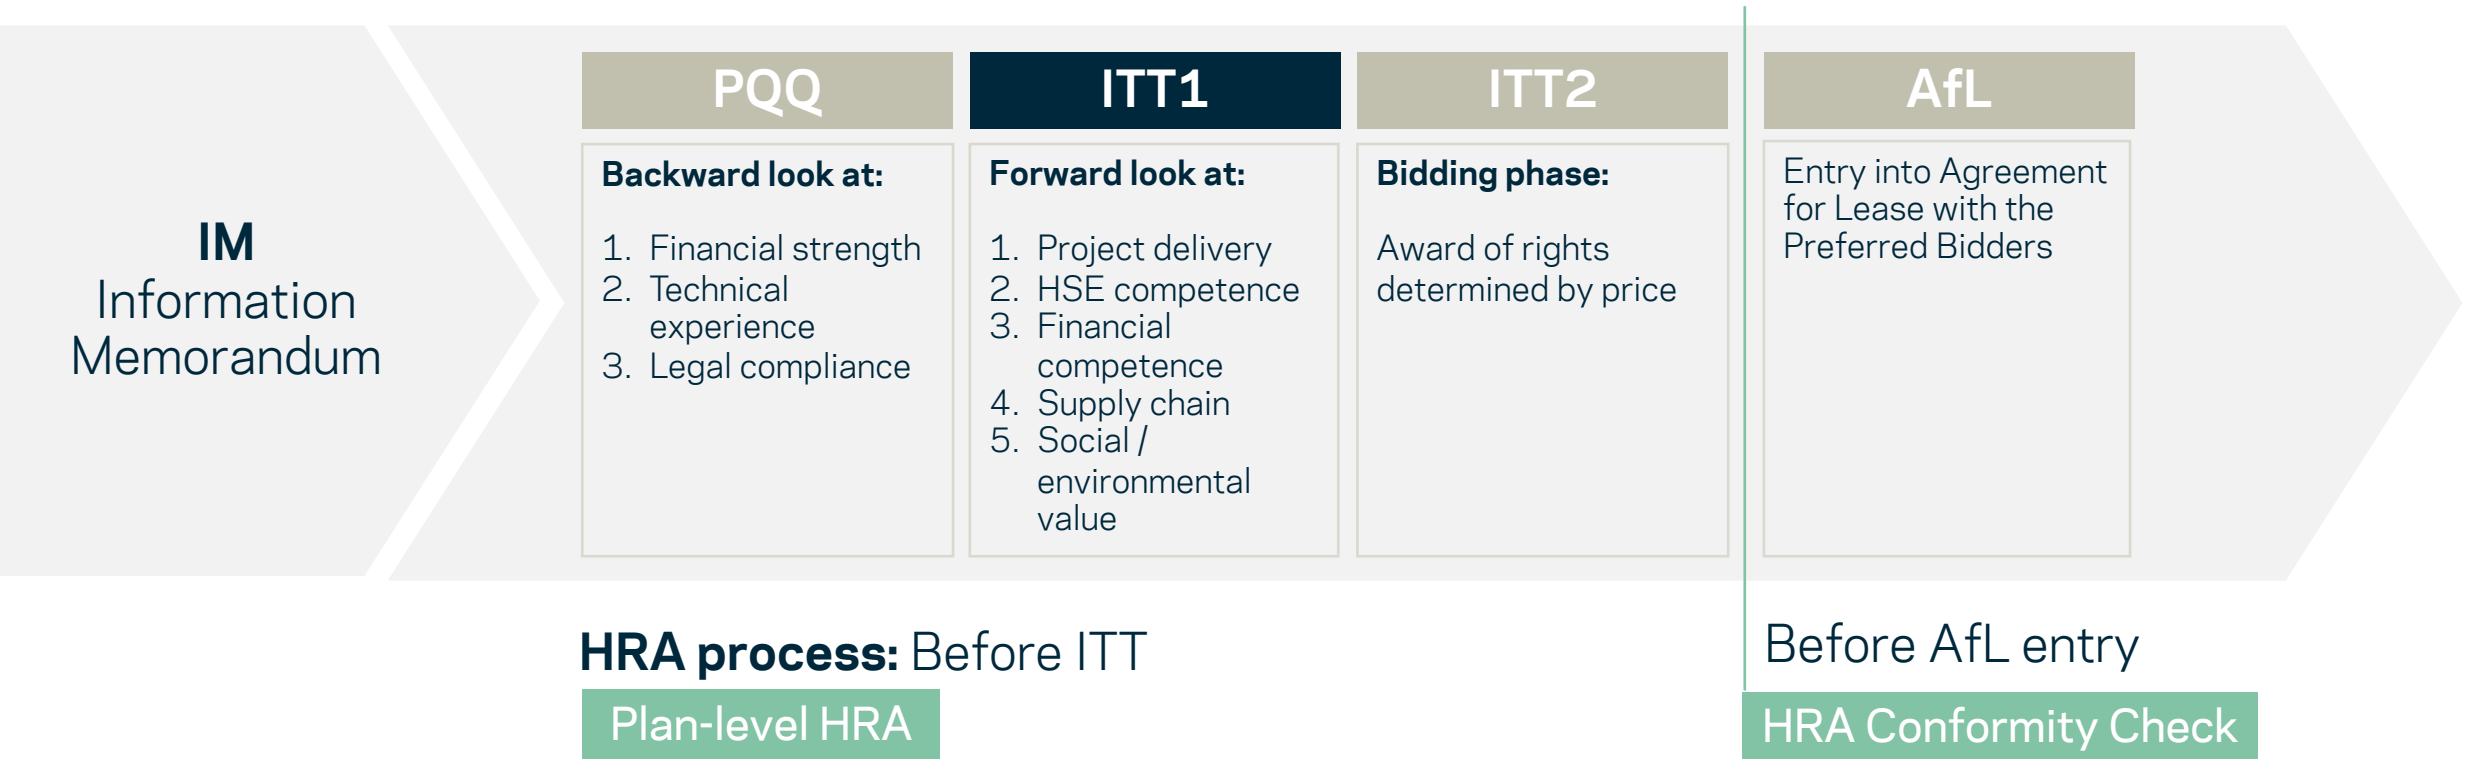 IM
Information
Memorandum
PQQ
Backward look at:
1. Financial strength
2. Technical
experience
3. Legal compliance
ITT1
Forward look at:
1. Project delivery
2. HSE competence
3. Financial
competence
4. Supply chain
5. Social /
environmental
value
ITT2
Bidding phase:
Award of rights
determined by price
AfL
Entry into Agreement
for Lease with the
Preferred Bidders
HRA process: Before ITT
Plan-level HRA
Before AfL entry
HRA Conformity Check